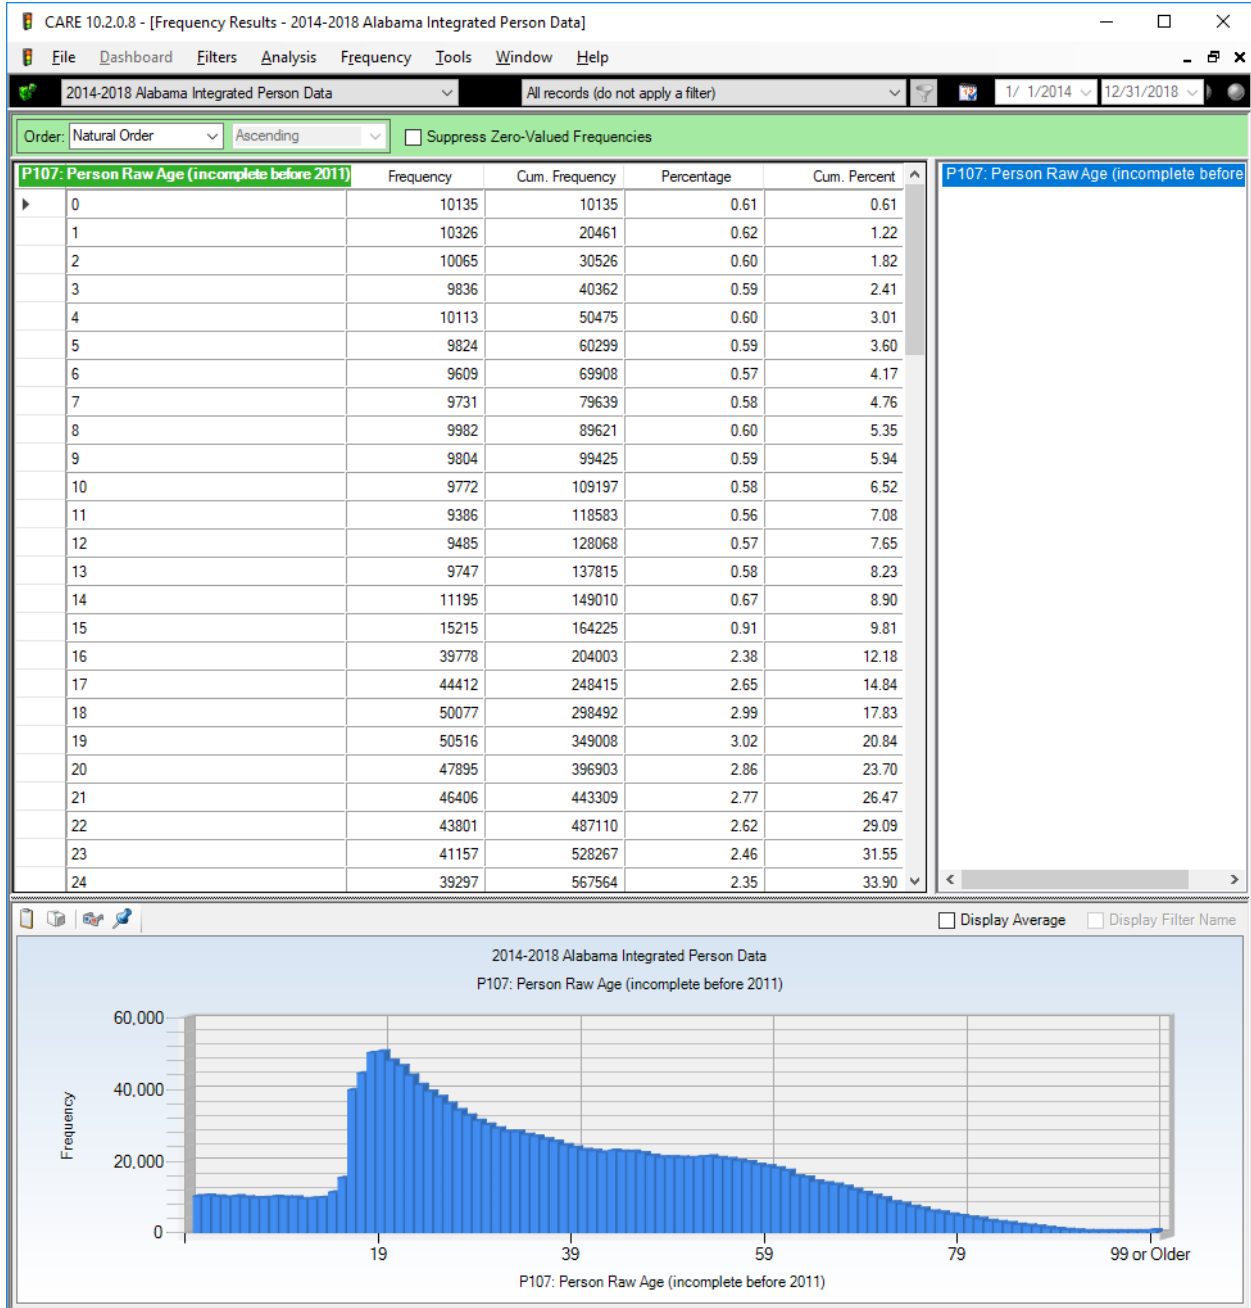 CARE 10.2.0.8 - [Frequency Results - 2014-2018 Alabama Integrated Person Data]
File Dashboard Filters Analysis Frequency Tools Window Help
2014-2018 Alabama Integrated Person Data All records (do not apply a filter) 1/ 1/2014 12/31/2018
Order: Natural Order Ascending Suppress Zero-Valued Frequencies
P107: Person Raw Age (incomplete before 2011) Frequency Cum. Frequency Percentage Cum. Percent P107: Person Raw Age (incomplete before
0 10135 10135 0.61 0.61
1 10326 20461 0.62 1.22
2 10065 30526 0.60 1.82
3 9836 40362 0.59 2.41
4 10113 50475 0.60 3.01
5 9824 60299 0.59 3.60
6 9609 69908 0.57 4.17
7 9731 79639 0.58 4.76
8 9982 89621 0.60 5.35
9 9804 99425 0.59 5.94
10 9772 109197 0.58 6.52
11 9386 118583 0.56 7.08
12 9485 128068 0.57 7.65
13 9747 137815 0.58 8.23
14 11195 149010 0.67 8.90
15 15215 164225 0.91 9.81
16 39778 204003 2.38 12.18
17 44412 248415 2.65 14.84
18 50077 298492 2.99 17.83
19 50516 349008 3.02 20.84
20 47895 396903 2.86 23.70
21 46406 443309 2.77 26.47
22 43801 487110 2.62 29.09
23 41157 528267 2.46 31.55
24 39297 567564 2.35 33.90
Display Average Display Filter Name
2014-2018 Alabama Integrated Person Data
P107: Person Raw Age (incomplete before 2011)
60,000
40,000
20,000
0
Frequency
19 39 59 79 99 or Older
P107: Person Raw Age (incomplete before 2011)